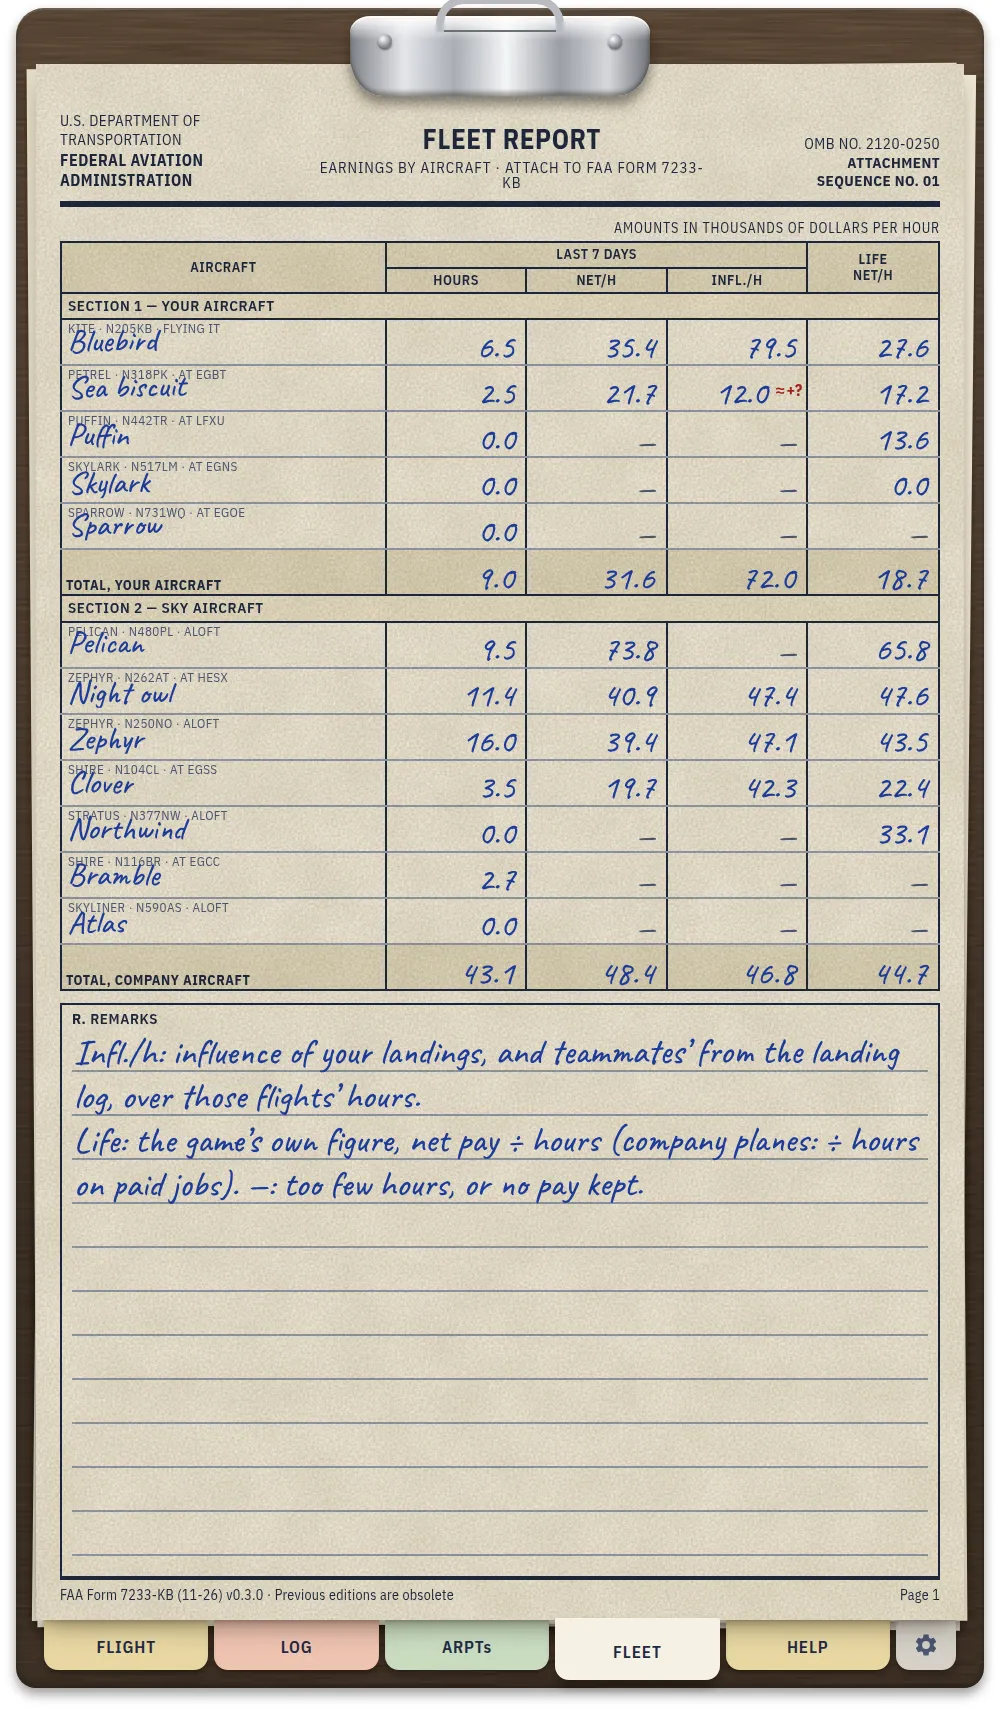 U.S. DEPARTMENT OF
TRANSPORTATION
FEDERAL AVIATION
ADMINISTRATION
FLEET REPORT
EARNINGS BY AIRCRAFT · ATTACH TO FAA FORM 7233-
KB
OMB NO. 2120-0250
ATTACHMENT
SEQUENCE NO. 01
AMOUNTS IN THOUSANDS OF DOLLARS PER HOUR
AIRCRAFT LAST 7 DAYS LIFE NET/H
HOURS NET/H INFL./H
SECTION 1 — YOUR AIRCRAFT
KITE · N205KB · FLYING IT
Bluebird 6.5 35.4 79.5 27.6
PETREL · N318PK · AT EGBT
Sea biscuit 2.5 21.7 12.0 ≈+? 17.2
PUFFIN · N442TR · AT LFXU
Puffin 0.0 — — 13.6
SKYLARK · N517LM · AT EGNS
Skylark 0.0 — — 0.0
SPARROW · N731WQ · AT EGOE
Sparrow 0.0 — — —
TOTAL, YOUR AIRCRAFT 9.0 31.6 72.0 18.7
SECTION 2 — SKY AIRCRAFT
PELICAN · N480PL · ALOFT
Pelican 9.5 73.8 — 65.8
ZEPHYR · N262AT · AT HESX
Night owl 11.4 40.9 47.4 47.6
ZEPHYR · N250NO · ALOFT
Zephyr 16.0 39.4 47.1 43.5
SHIRE · N104CL · AT EGSS
Clover 3.5 19.7 42.3 22.4
STRATUS · N377NW · ALOFT
Northwind 0.0 — — 33.1
SHIRE · N116BR · AT EGCC
Bramble 2.7 — — —
SKYLINER · N590AS · ALOFT
Atlas 0.0 — — —
TOTAL, COMPANY AIRCRAFT 43.1 48.4 46.8 44.7
R. REMARKS
Infl./h: influence of your landings, and teammates’ from the landing
log, over those flights’ hours.
Life: the game’s own figure, net pay ÷ hours (company planes: ÷ hours
on paid jobs). —: too few hours, or no pay kept.
FAA Form 7233-KB (11-26) v0.3.0 · Previous editions are obsolete
Page 1
FLIGHT LOG ARPTs FLEET HELP